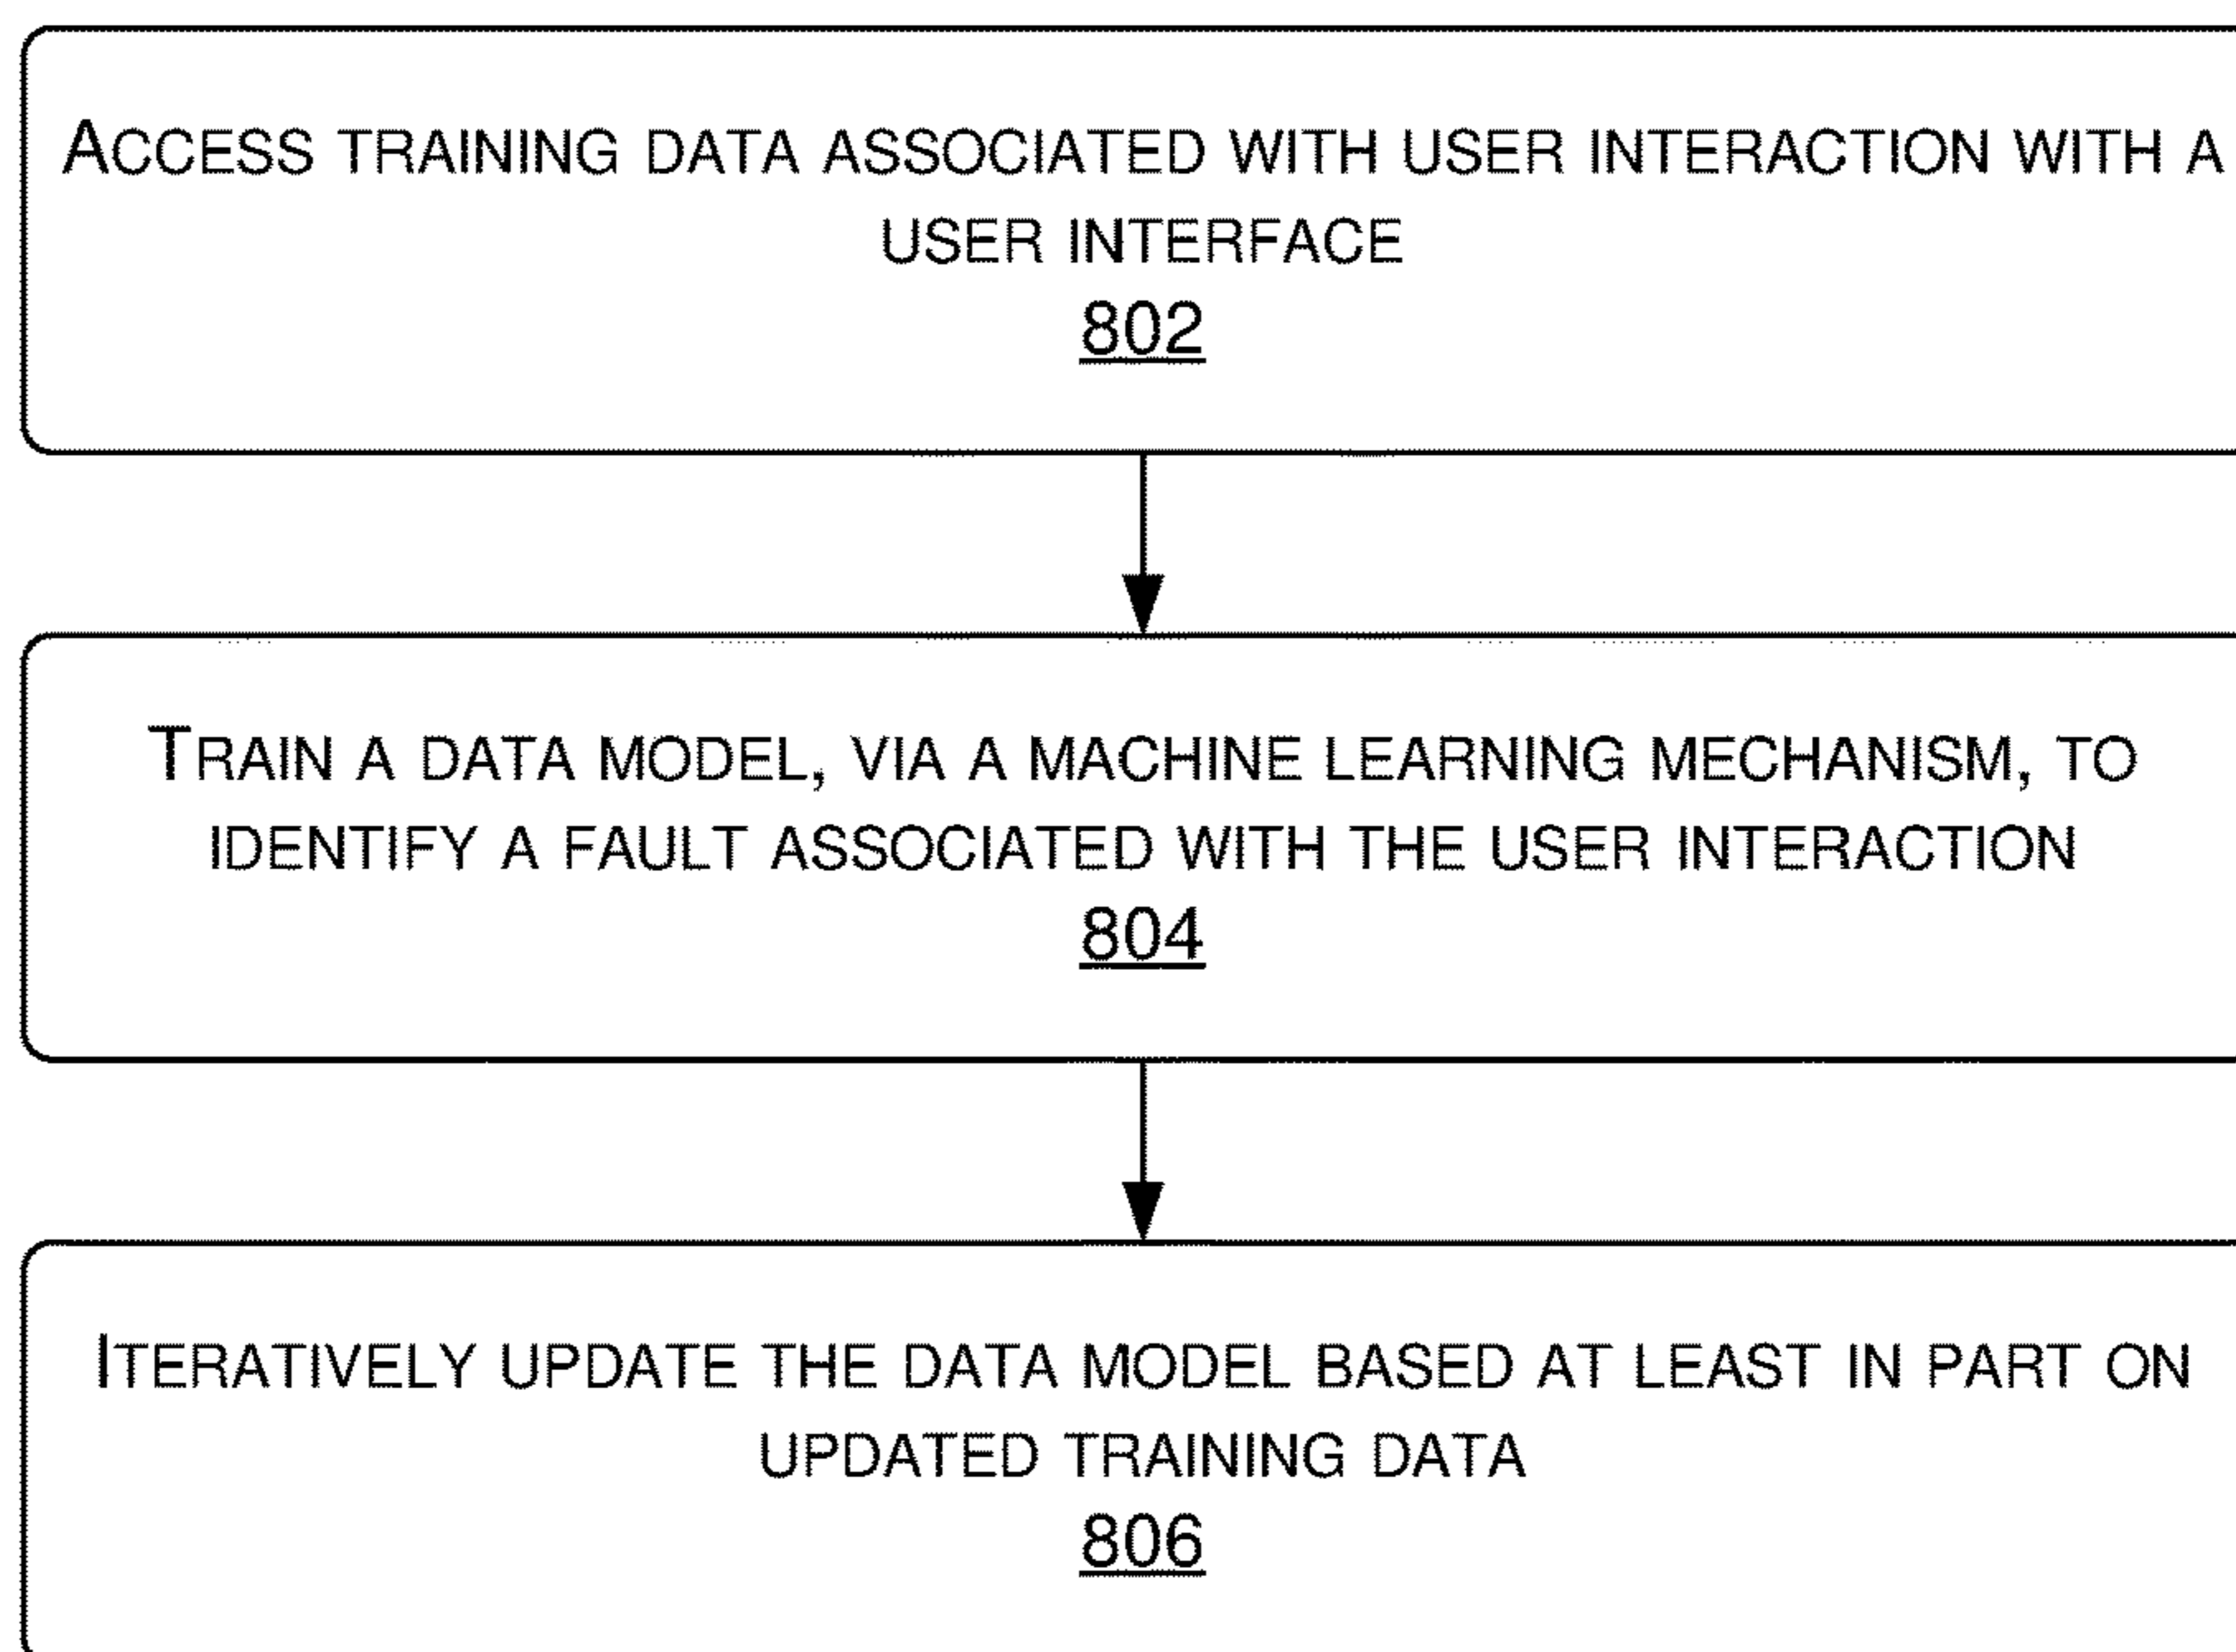 ACCESS TRAINING DATA ASSOCIATED WITH USER INTERACTION WITH A
USER INTERFACE
802
TRAIN A DATA MODEL, VIA A MACHINE LEARNING MECHANISM, TO
IDENTIFY A FAULT ASSOCIATED WITH THE USER INTERACTION
804
ITERATIVELY UPDATE THE DATA MODEL BASED AT LEAST IN PART ON
UPDATED TRAINING DATA
806